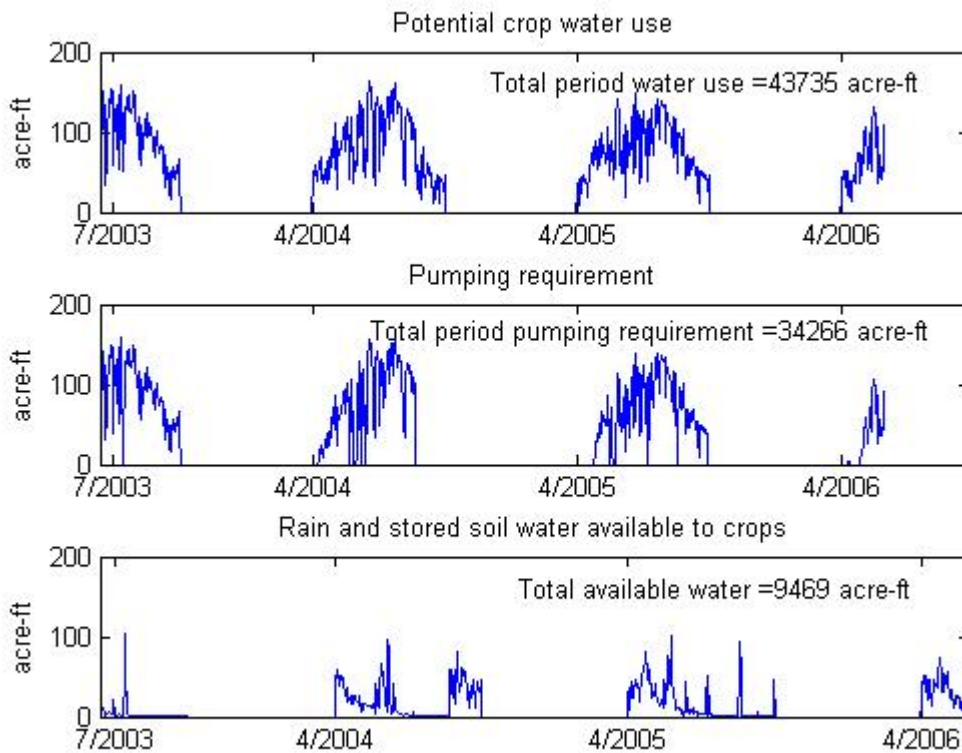 Potential crop water use
200
Total period water use =43735 acre-ft
acre-ft
100
0
7/2003 4/2004 4/2005 4/2006
Pumping requirement
200
Total period pumping requirement =34266 acre-ft
acre-ft
100
0
7/2003 4/2004 4/2005 4/2006
Rain and stored soil water available to crops
200
Total available water =9469 acre-ft
acre-ft
100
0
7/2003 4/2004 4/2005 4/2006